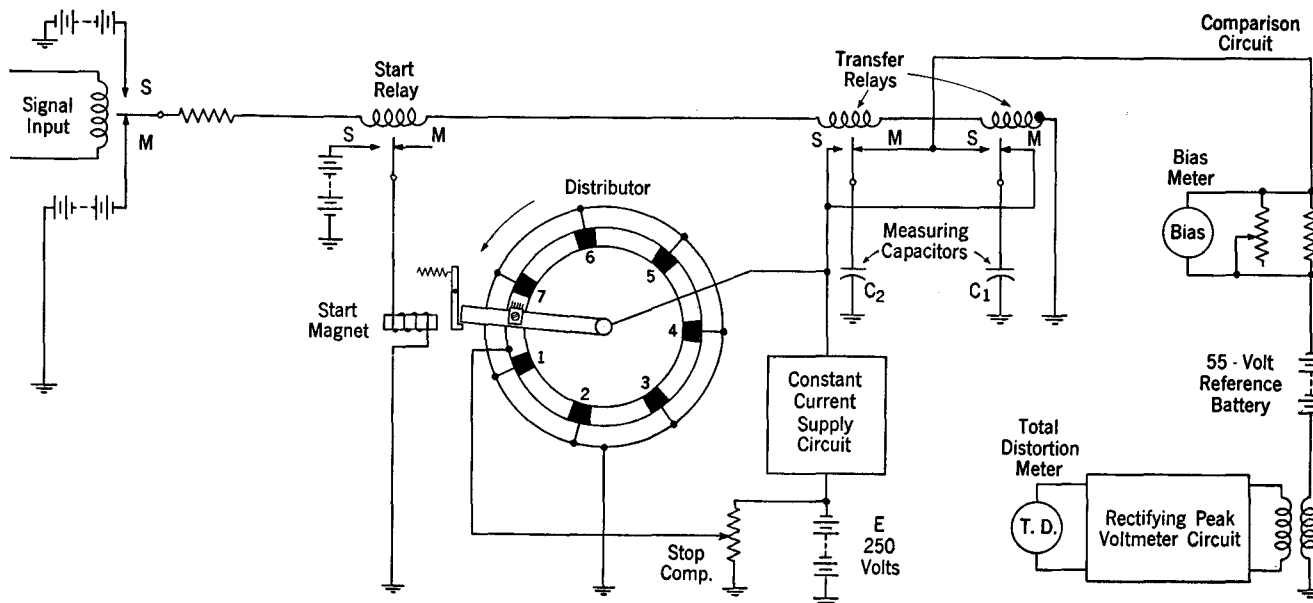 Comparison
Circuit
Transfer
Relays
Start
Relay
S
Signal
Input
M
S
M
S
M
S
M
Distributor
Bias
Meter
Bias
Measuring
Capacitors
C2
C1
6
5
7
4
1
3
2
Start
Magnet
Constant
Current
Supply
Circuit
55 - Volt
Reference
Battery
Total
Distortion
Meter
T. D.
Rectifying Peak
Voltmeter Circuit
Stop
Comp.
E
250
Volts